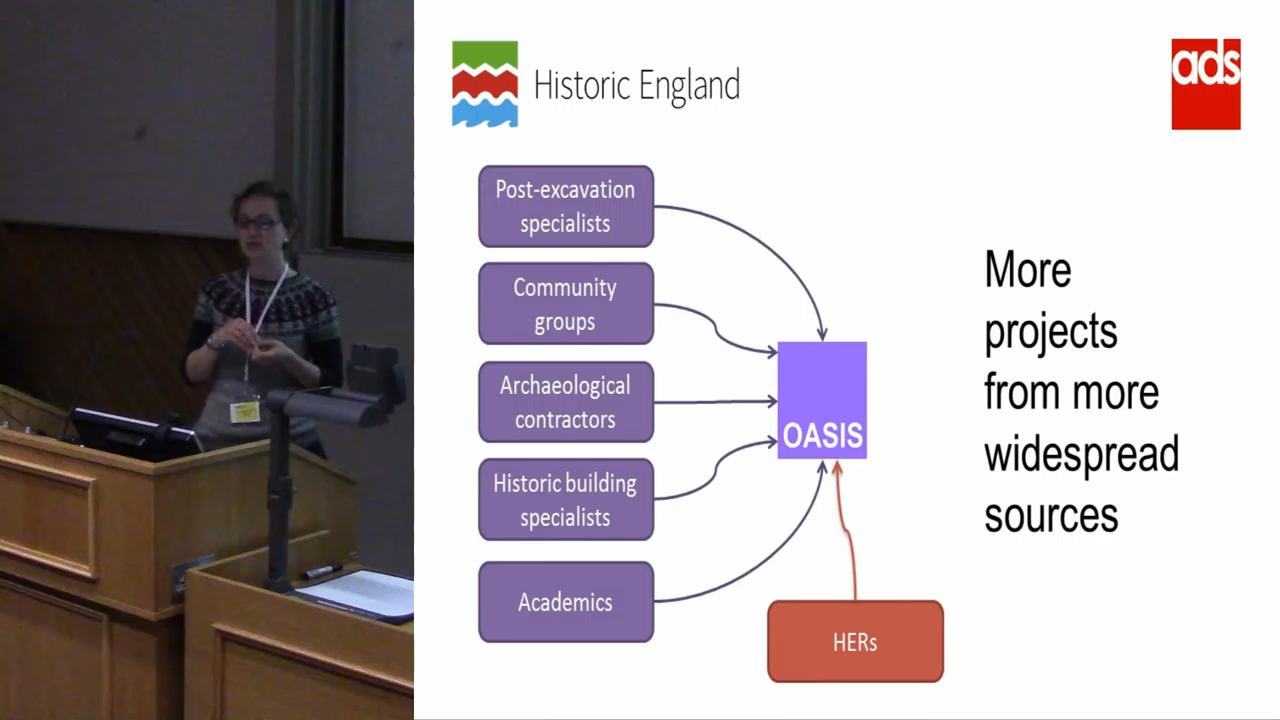 Historic England
ads
Post-excavation
specialists
Community
groups
Archaeological
contractors
Historic building
specialists
Academics
OASIS
HERs
More
projects
from more
widespread
sources